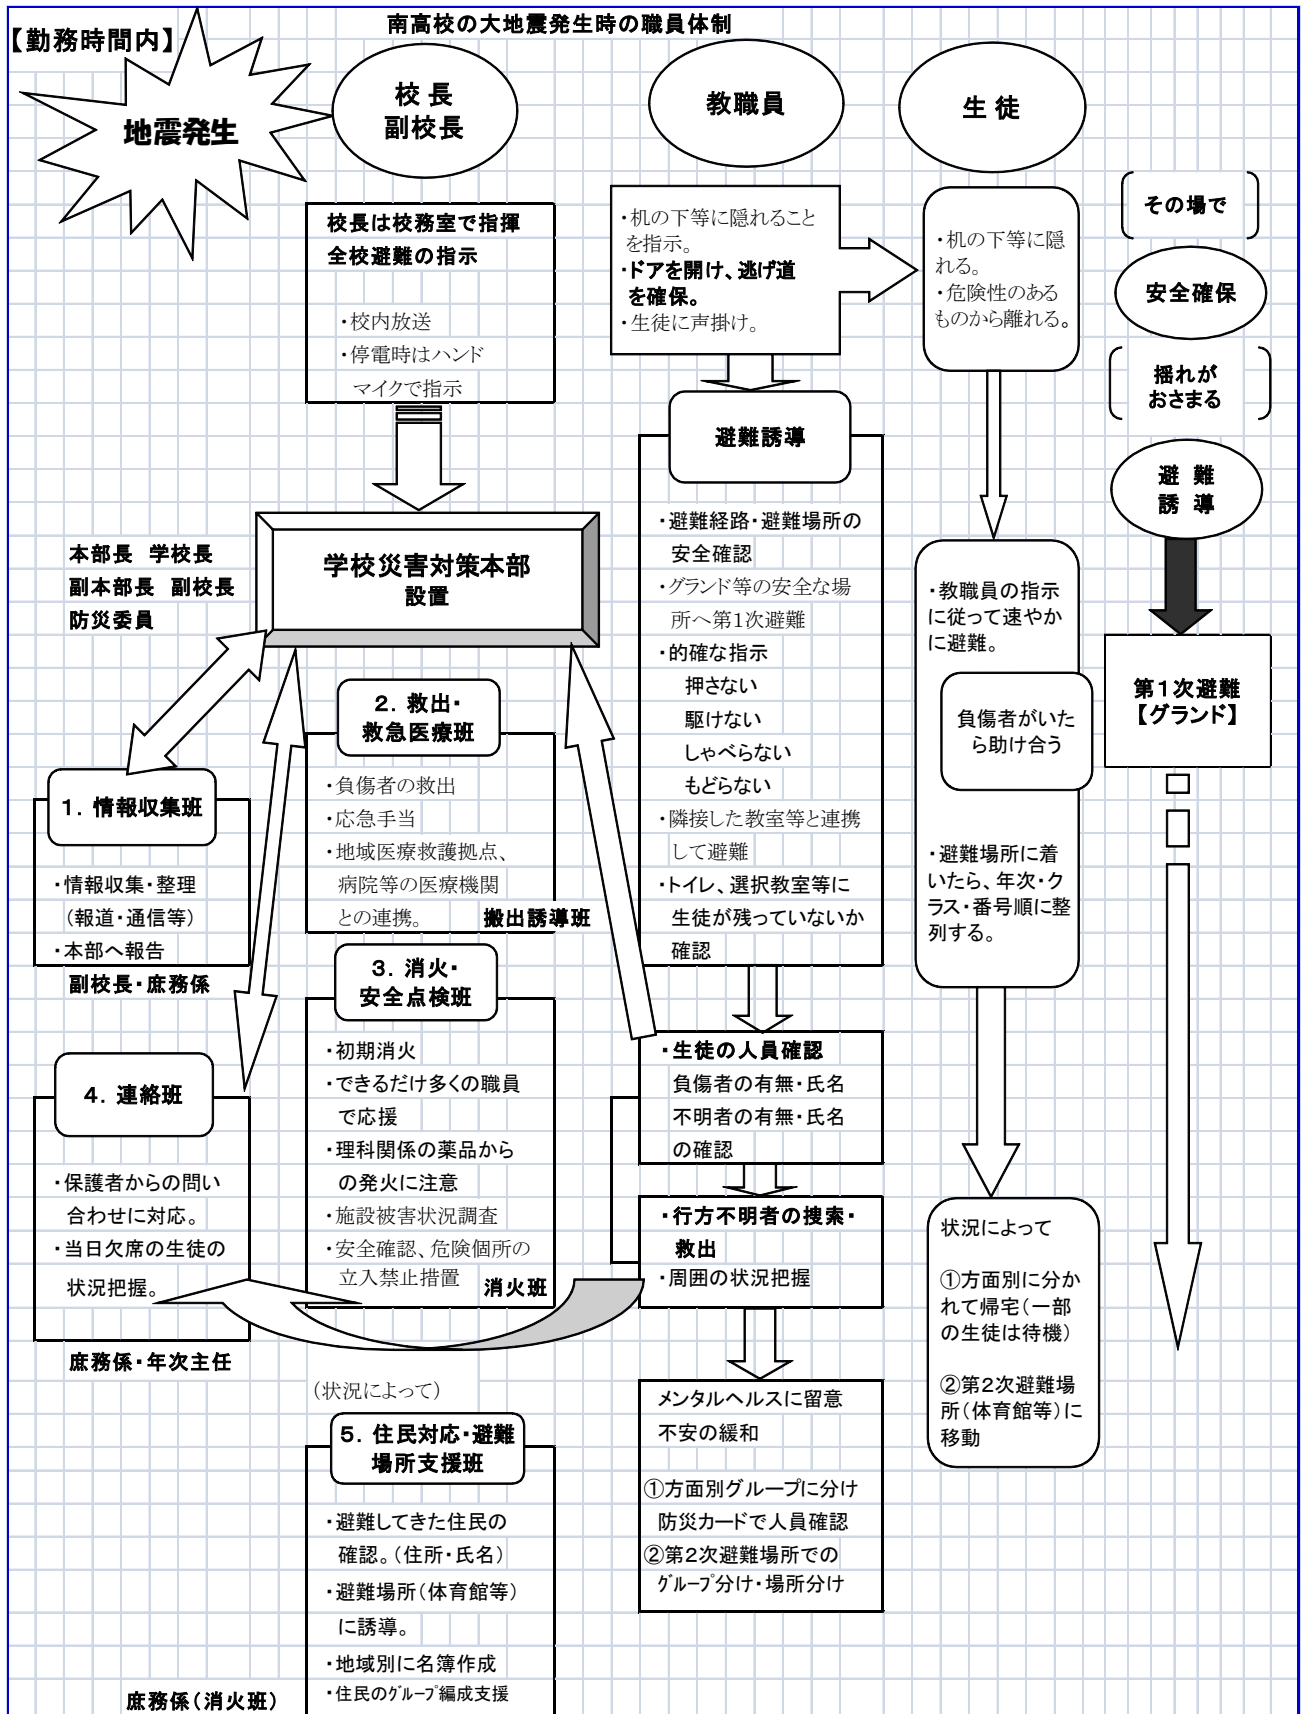 南高校の大地震発生時の職員体制
【勤務時間内】
地震発生
校 長
副校長
教職員
生 徒
校長は校務室で指揮
全校避難の指示
・校内放送
・停電時はハンド
マイクで指示
・机の下等に隠れること
を指示。
・ドアを開け、逃げ道
を確保。
・生徒に声掛け。
・机の下等に隠
れる。
・危険性のある
ものから離れる。
その場で
安全確保
揺れが
おさまる
避 難
誘 導
第1次避難
【グランド】
学校災害対策本部
設置
本部長 学校長
副本部長 副校長
防災委員
避難誘導
・避難経路・避難場所の
安全確認
・グランド等の安全な場
所へ第1次避難
・的確な指示
押さない
駆けない
しゃべらない
もどらない
・隣接した教室等と連携
して避難
・トイレ、選択教室等に
生徒が残っていないか
確認
・教職員の指示
に従って速やか
に避難。
負傷者がいた
ら助け合う
・避難場所に着
いたら、年次・ク
ラス・番号順に整
列する。
1．情報収集班
・情報収集・整理
（報道・通信等）
・本部へ報告
副校長・庶務係
2．救出・
救急医療班
・負傷者の救出
・応急手当
・地域医療救護拠点、
病院等の医療機関
との連携。
搬出誘導班
3．消火・
安全点検班
・初期消火
・できるだけ多くの職員
で応援
・理科関係の薬品から
の発火に注意
・施設被害状況調査
・安全確認、危険個所の
立入禁止措置
消火班
4．連絡班
・保護者からの問い
合わせに対応。
・当日欠席の生徒の
状況把握。
庶務係・年次主任
・生徒の人員確認
負傷者の有無・氏名
不明者の有無・氏名
の確認
・行方不明者の捜索・
救出
・周囲の状況把握
メンタルヘルスに留意
不安の緩和
①方面別グループに分け
防災カードで人員確認
②第2次避難場所での
グループ分け・場所分け
状況によって
①方面別に分か
れて帰宅（一部
の生徒は待機）
②第2次避難場
所（体育館等）に
移動
（状況によって）
5．住民対応・避難
場所支援班
・避難してきた住民の
確認。（住所・氏名）
・避難場所（体育館等）
に誘導。
・地域別に名簿作成
・住民のグループ編成支援
庶務係（消火班）